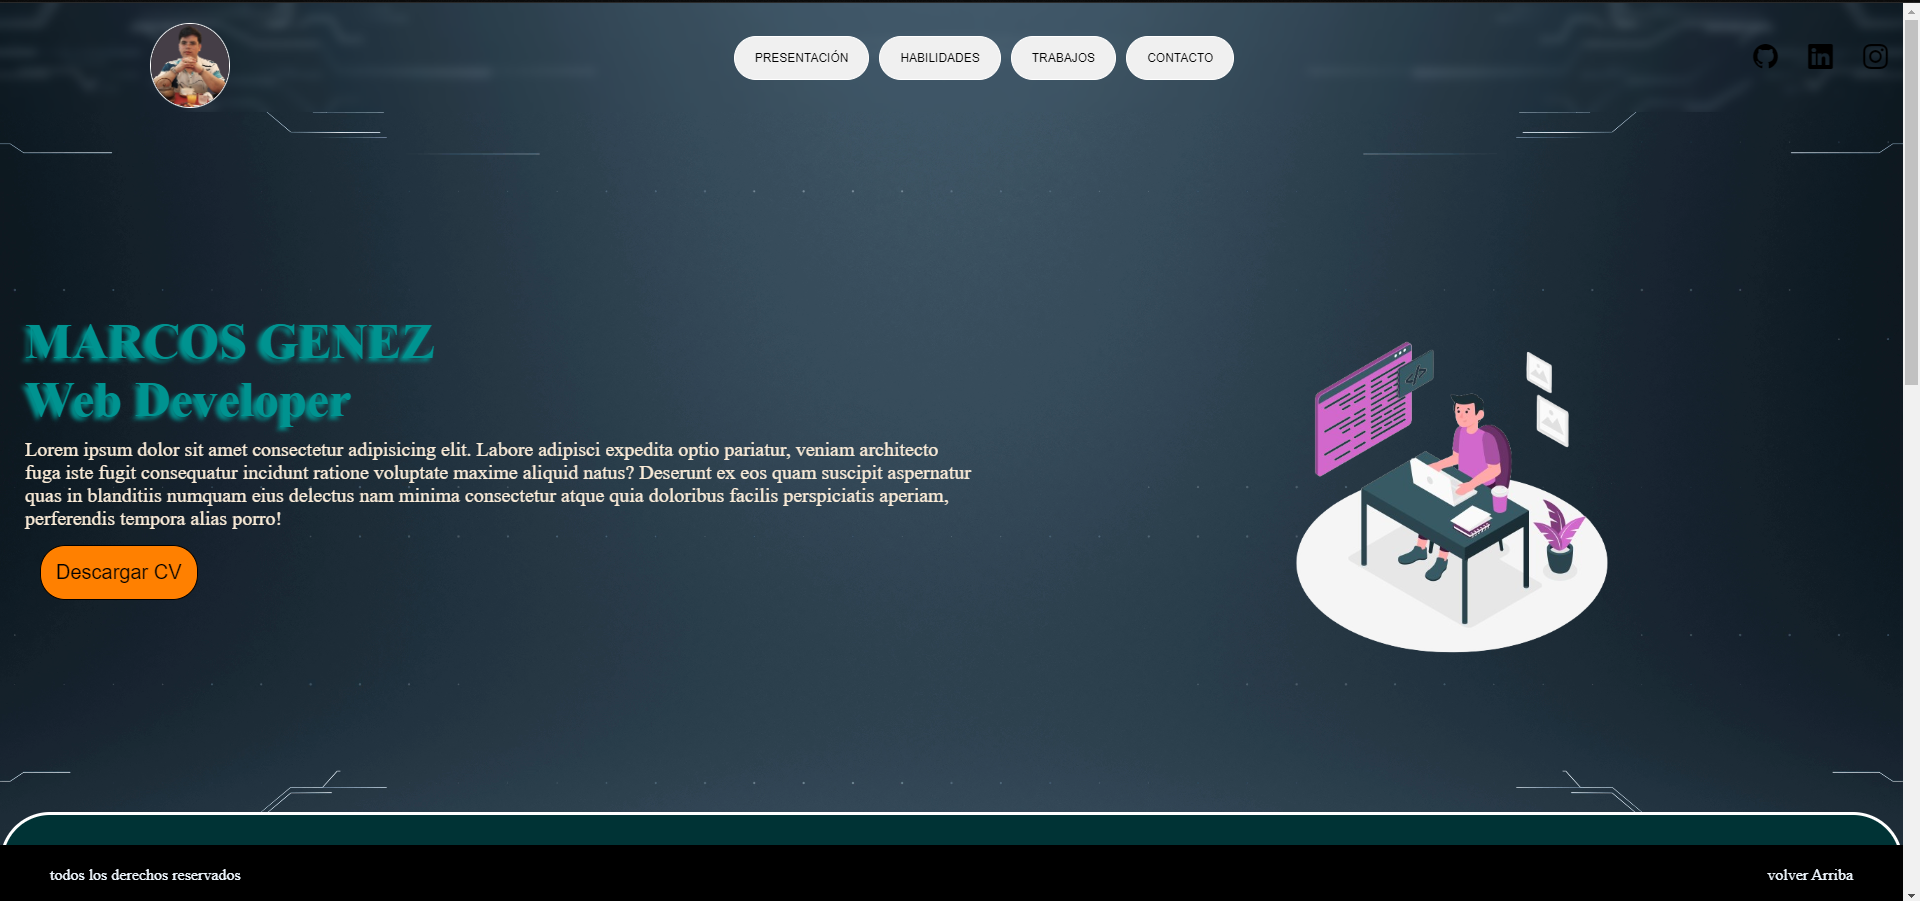 PRESENTACIÓN
HABILIDADES
TRABAJOS
CONTACTO
in
MARCOS GENEZ
Web Developer
Lorem ipsum dolor sit amet consectetur adipisicing elit. Labore adipisci expedita optio pariatur, veniam architecto
fuga iste fugit consequatur incidunt ratione voluptate maxime aliquid natus? Deserunt ex eos quam suscipit aspernatur
quas in blanditiis numquam eius delectus nam minima consectetur atque quia doloribus facilis perspiciatis aperiam,
perferendis tempora alias porro!
</>
Descargar CV
todos los derechos reservados
volver Arriba